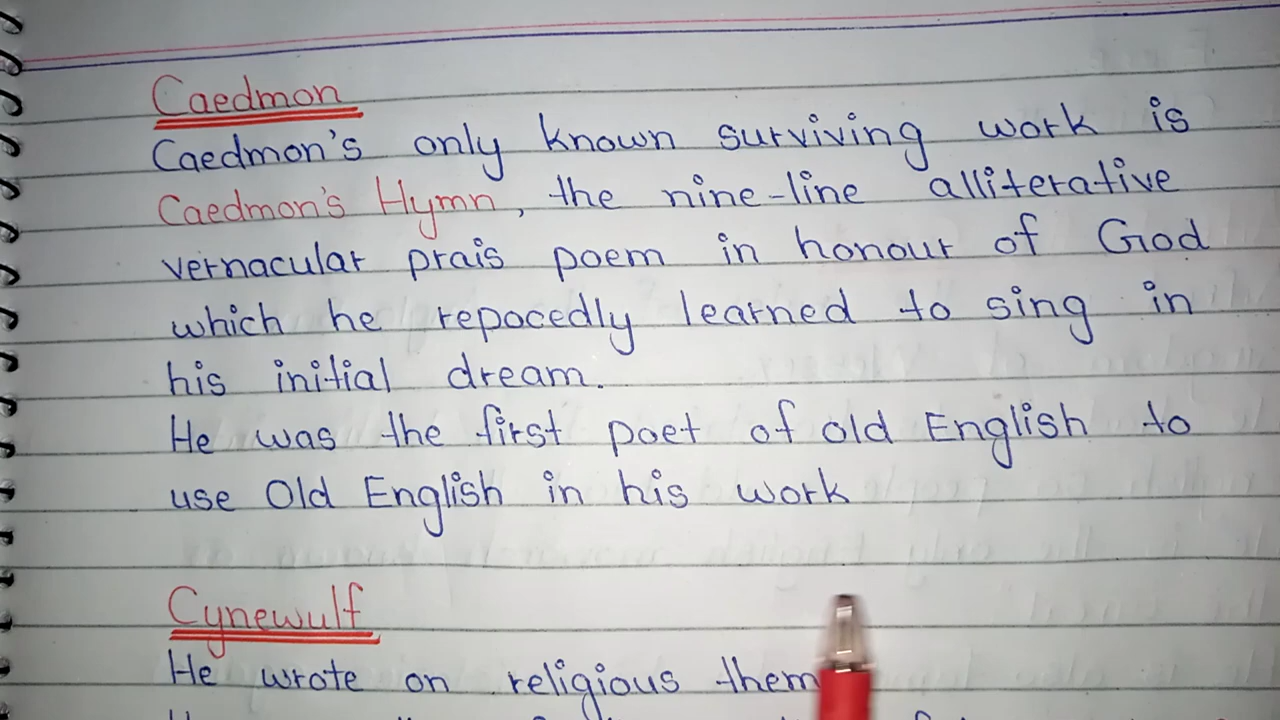 Caedmon
Caedmon's only known surviving work is
Caedmon's Hymn, the nine-line alliterative
vernacular prais poem in honour of God
which he repocedly learned to sing in
his initial dream.
He was the first poet of old English to
use Old English in his work
Cynewulf
He wrote on religious them